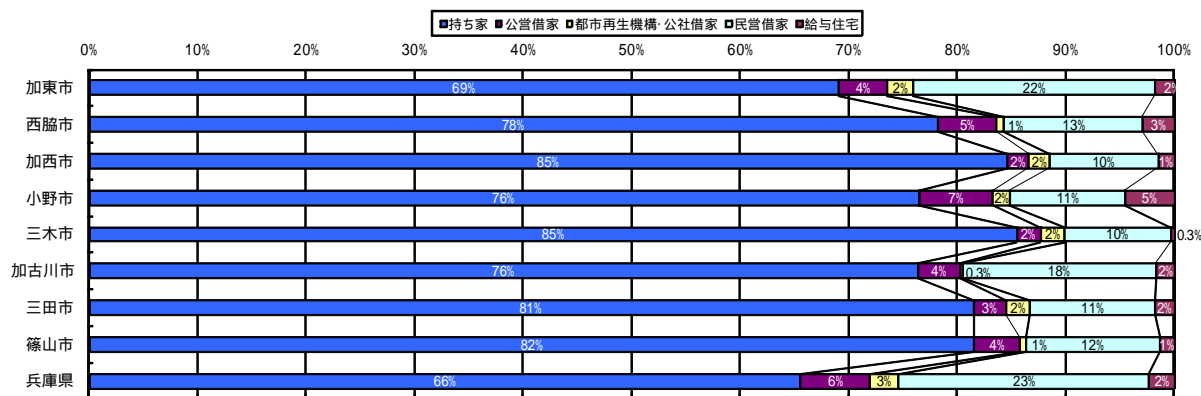 持ち家 公営借家 都市再生機構・公社借家 民営借家 給与住宅
0% 10% 20% 30% 40% 50% 60% 70% 80% 90% 100%
加東市 69% 4% 2% 22% 2%
西脇市 78% 5% 1% 13% 3%
加西市 85% 2% 2% 10% 1%
小野市 76% 7% 2% 11% 5%
三木市 85% 2% 2% 10% 0.3%
加古川市 76% 4% 0.3% 18% 2%
三田市 81% 3% 2% 11% 2%
篠山市 82% 4% 1% 12% 1%
兵庫県 66% 6% 3% 23% 2%